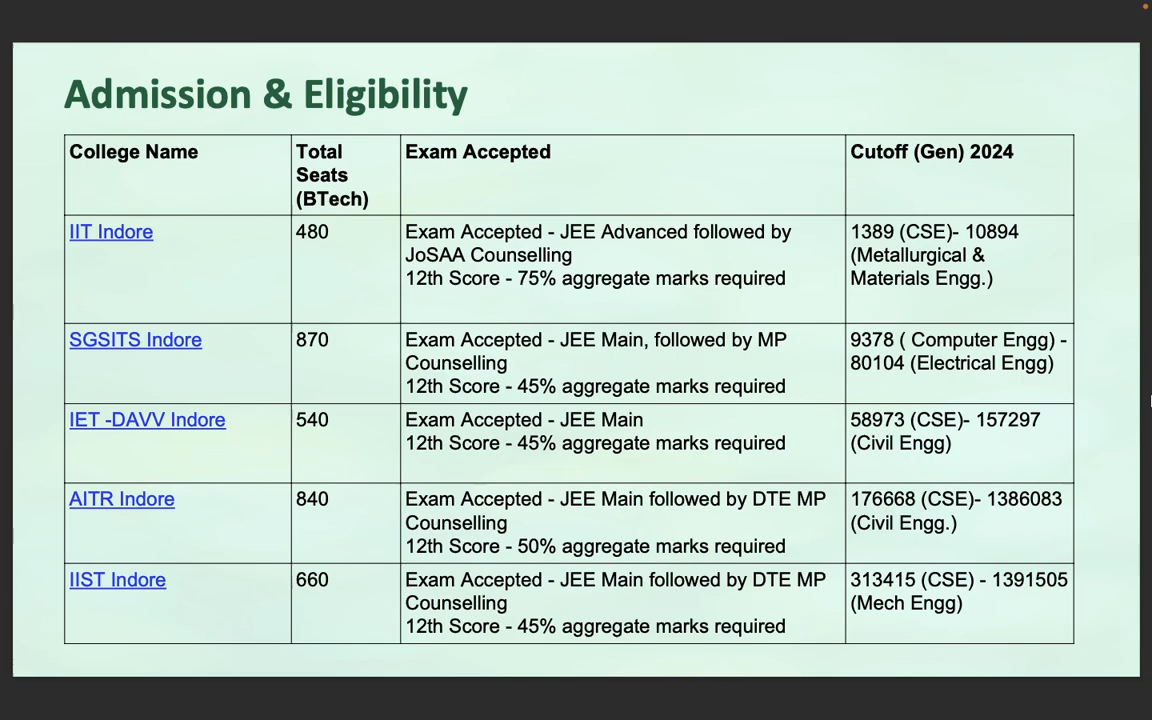 Admission & Eligibility
College Name
Total
Seats
(BTech)
Exam Accepted
Cutoff (Gen) 2024
IIT Indore
480
Exam Accepted - JEE Advanced followed by
JoSAA Counselling
12th Score - 75% aggregate marks required
1389 (CSE)- 10894
(Metallurgical &
Materials Engg.)
SGSITS Indore
870
Exam Accepted - JEE Main, followed by MP
Counselling
12th Score - 45% aggregate marks required
9378 ( Computer Engg) -
80104 (Electrical Engg)
IET -DAVV Indore
540
Exam Accepted - JEE Main
12th Score - 45% aggregate marks required
58973 (CSE)- 157297
(Civil Engg)
AITR Indore
840
Exam Accepted - JEE Main followed by DTE MP
Counselling
12th Score - 50% aggregate marks required
176668 (CSE)- 1386083
(Civil Engg.)
IIST Indore
660
Exam Accepted - JEE Main followed by DTE MP
Counselling
12th Score - 45% aggregate marks required
313415 (CSE) - 1391505
(Mech Engg)